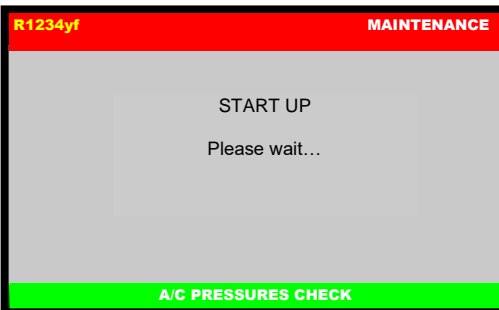 R1234yf MAINTENANCE
START UP
Please wait…
A/C PRESSURES CHECK